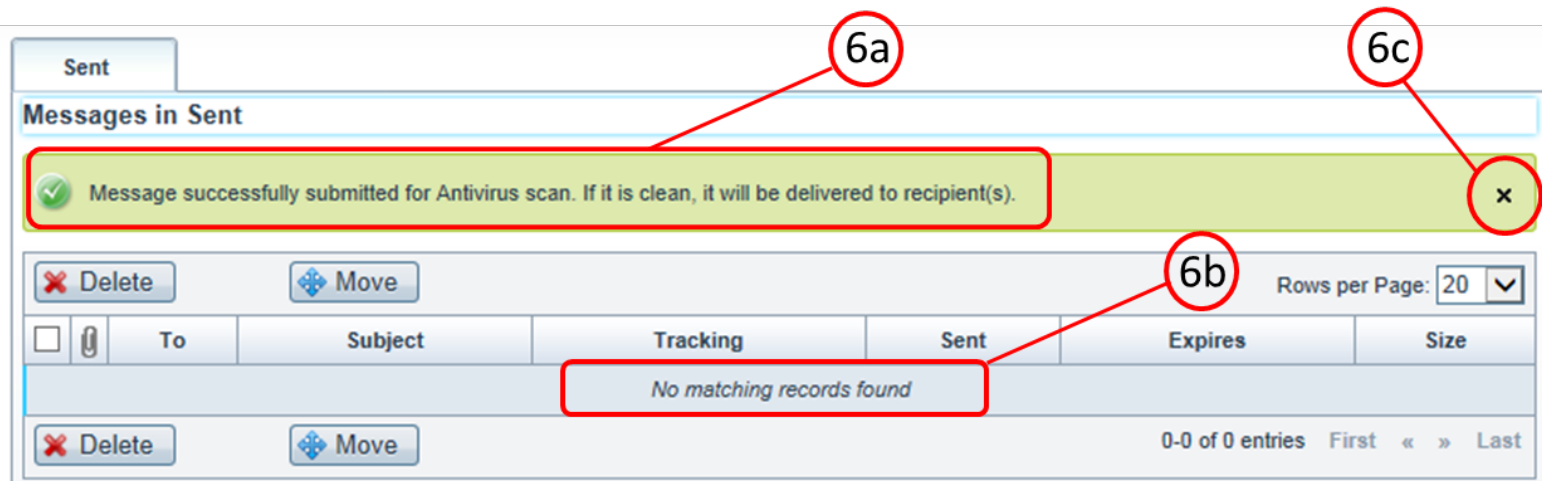 6a
6c
Sent
Messages in Sent
Message successfully submitted for Antivirus scan. If it is clean, it will be delivered to recipient(s).
×
Delete Move 6b Rows per Page: 20
To Subject Tracking Sent Expires Size
No matching records found
Delete Move 0-0 of 0 entries First « » Last